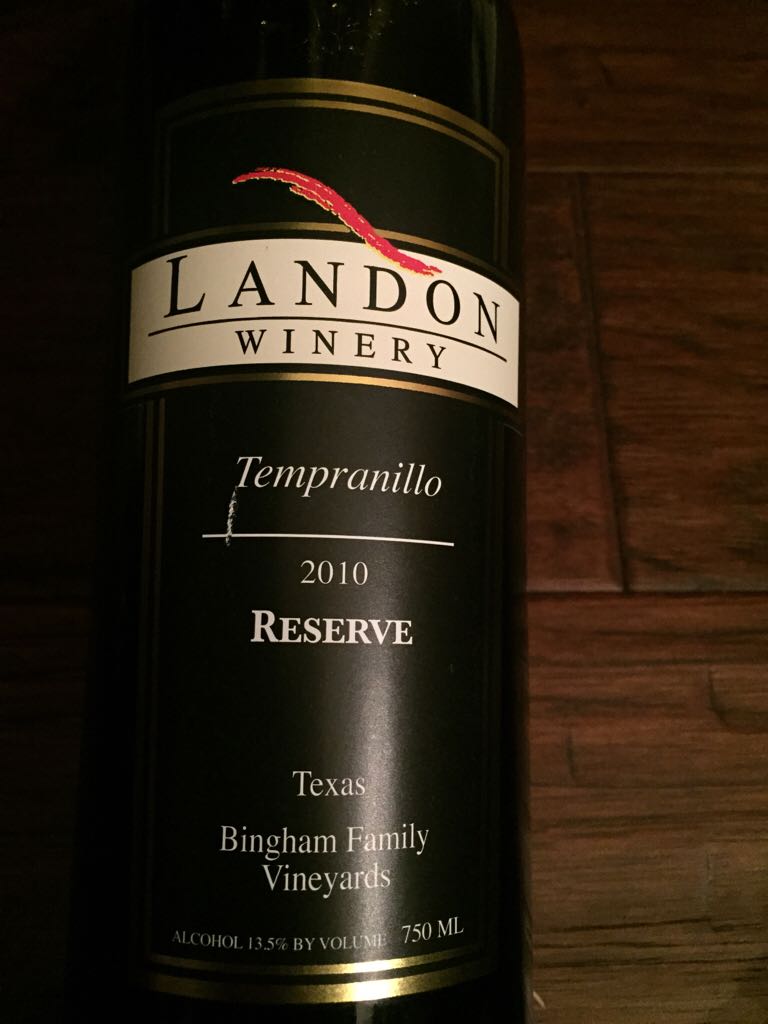 LANDON
WINERY
Tempranillo
2010
RESERVE
Texas
Bingham Family
Vineyards
ALCOHOL 13.5% BY VOLUME 750 ML